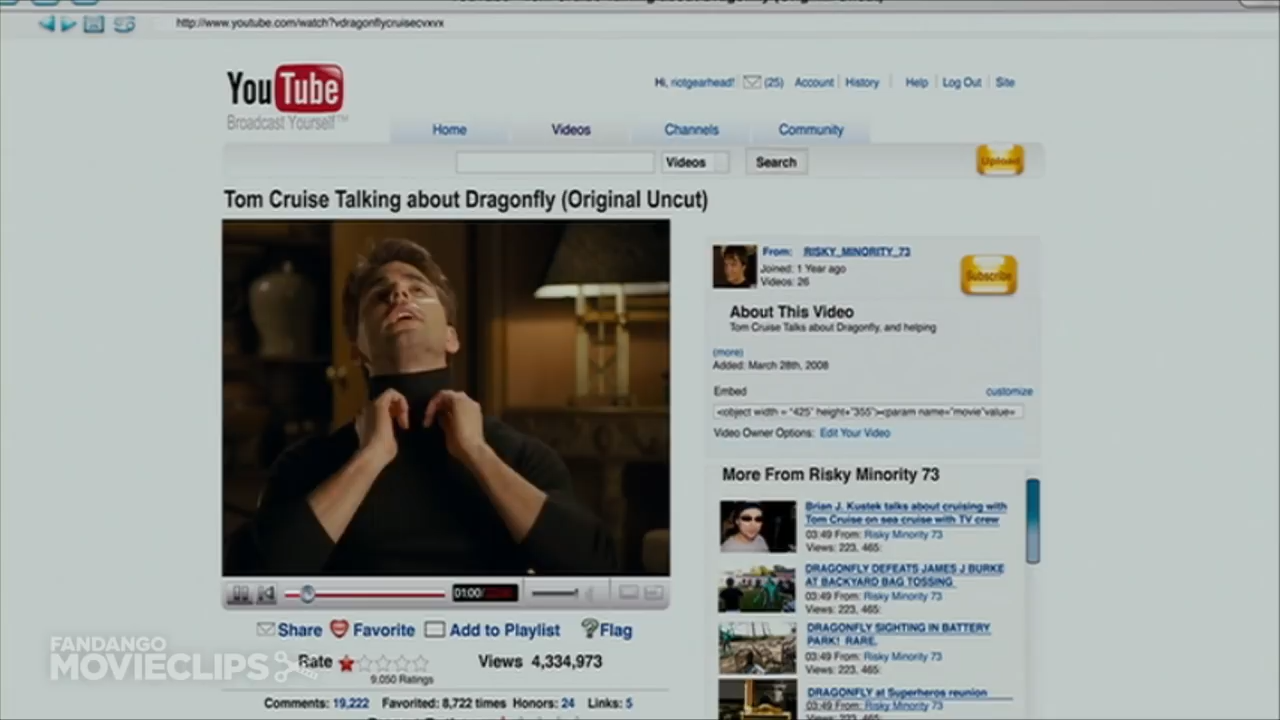 http://www.youtube.com/watch?vdragonflycruisecvxvx
YouTube
Broadcast Yourself™
Hi, riotgearhead! (25) Account History Help Log Out Site
Home Videos Channels Community
Videos Search Upload
Tom Cruise Talking about Dragonfly (Original Uncut)
From: RISKY_MINORITY_73
Joined: 1 Year ago
Videos: 26
Subscribe
About This Video
Tom Cruise Talks about Dragonfly, and helping
(more)
Added: March 28th, 2008
Embed customize
<object width = "425" height="355"><param name="movie"value=
Video Owner Options: Edit Your Video
More From Risky Minority 73
Brian J. Kustek talks about cruising with
Tom Cruise on sea cruise with TV crew
03:49 From: Risky Minority 73
Views: 223, 465:
DRAGONFLY DEFEATS JAMES J BURKE
AT BACKYARD BAG TOSSING
03:49 From: Risky Minority 73
Views: 223, 465:
DRAGONFLY SIGHTING IN BATTERY
PARK! RARE.
03:49 From: Risky Minority 73
Views: 223, 465:
DRAGONFLY at Superheros reunion
03:49 From: Risky Minority 73
Views: 223, 465:
01:00/
Share Favorite Add to Playlist Flag
Rate Views 4,334,973
9,050 Ratings
Comments: 19,222 Favorited: 8,722 times Honors: 24 Links: 5
FANDANGO
MOVIECLIPS